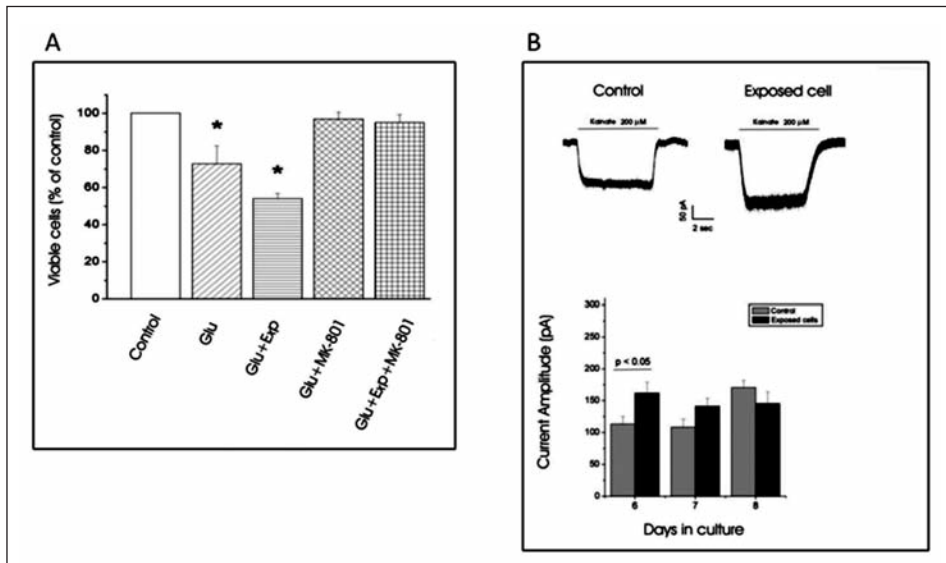 A
Viable cells (% of control)
100
80
60
40
20
0
*
*
Control
Glu
Glu+Exp
Glu+MK-801
Glu+Exp+MK-801
B
Control
Exposed cell
Kainate 200 µM
Kainate 200 µM
50 pA
2 sec
Current Amplitude (pA)
300
250
200
150
100
50
0
Control
Exposed cells
p < 0.05
6
7
8
Days in culture